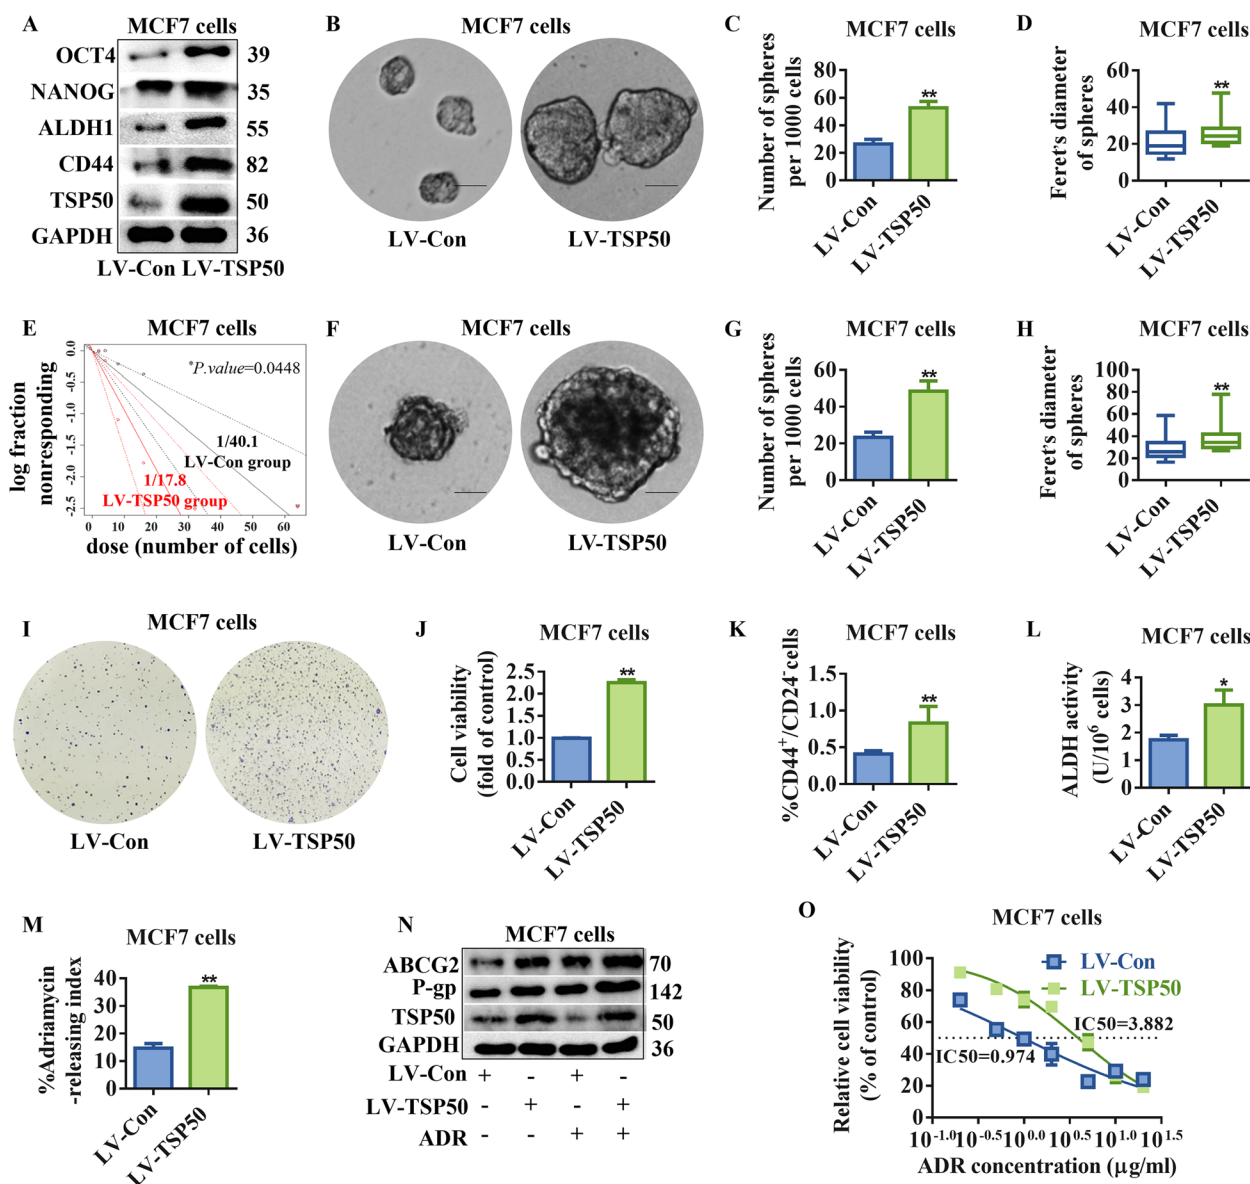 A
MCF7 cells
OCT4 39
NANOG 35
ALDH1 55
CD44 82
TSP50 50
GAPDH 36
LV-Con LV-TSP50
B
MCF7 cells
LV-Con LV-TSP50
C
MCF7 cells
Number of spheres
per 1000 cells
80
60
40
20
0
**
LV-Con
LV-TSP50
D
MCF7 cells
Feret's diameter
of spheres
60
40
20
0
**
LV-Con
LV-TSP50
E
MCF7 cells
log fraction
nonresponding
0.0
-0.5
-1.0
-1.5
-2.0
-2.5
*P.value=0.0448
1/40.1
LV-Con group
1/17.8
LV-TSP50 group
0 10 20 30 40 50 60
dose (number of cells)
F
MCF7 cells
LV-Con LV-TSP50
G
MCF7 cells
Number of spheres
per 1000 cells
60
40
20
0
**
LV-Con
LV-TSP50
H
MCF7 cells
Feret's diameter
of spheres
100
80
60
40
20
0
**
LV-Con
LV-TSP50
I
MCF7 cells
LV-Con LV-TSP50
J
MCF7 cells
Cell viability
(fold of control)
2.5
2.0
1.5
1.0
0.5
0.0
**
LV-Con
LV-TSP50
K
MCF7 cells
%CD44⁺/CD24⁻cells
1.5
1.0
0.5
0.0
**
LV-Con
LV-TSP50
L
MCF7 cells
ALDH activity
(U/10⁶ cells)
4
3
2
1
0
*
LV-Con
LV-TSP50
M
MCF7 cells
%Adriamycin
-releasing index
40
30
20
10
0
**
LV-Con
LV-TSP50
N
MCF7 cells
ABCG2 70
P-gp 142
TSP50 50
GAPDH 36
LV-Con + - + -
LV-TSP50 - + - +
ADR - - + +
O
MCF7 cells
Relative cell viability
(% of control)
100
80
60
40
20
0
LV-Con
LV-TSP50
IC50=3.882
IC50=0.974
10⁻¹·⁰ 10⁻⁰·⁵ 10⁰·⁰ 10⁰·⁵ 10¹·⁰ 10¹·⁵
ADR concentration (μg/ml)